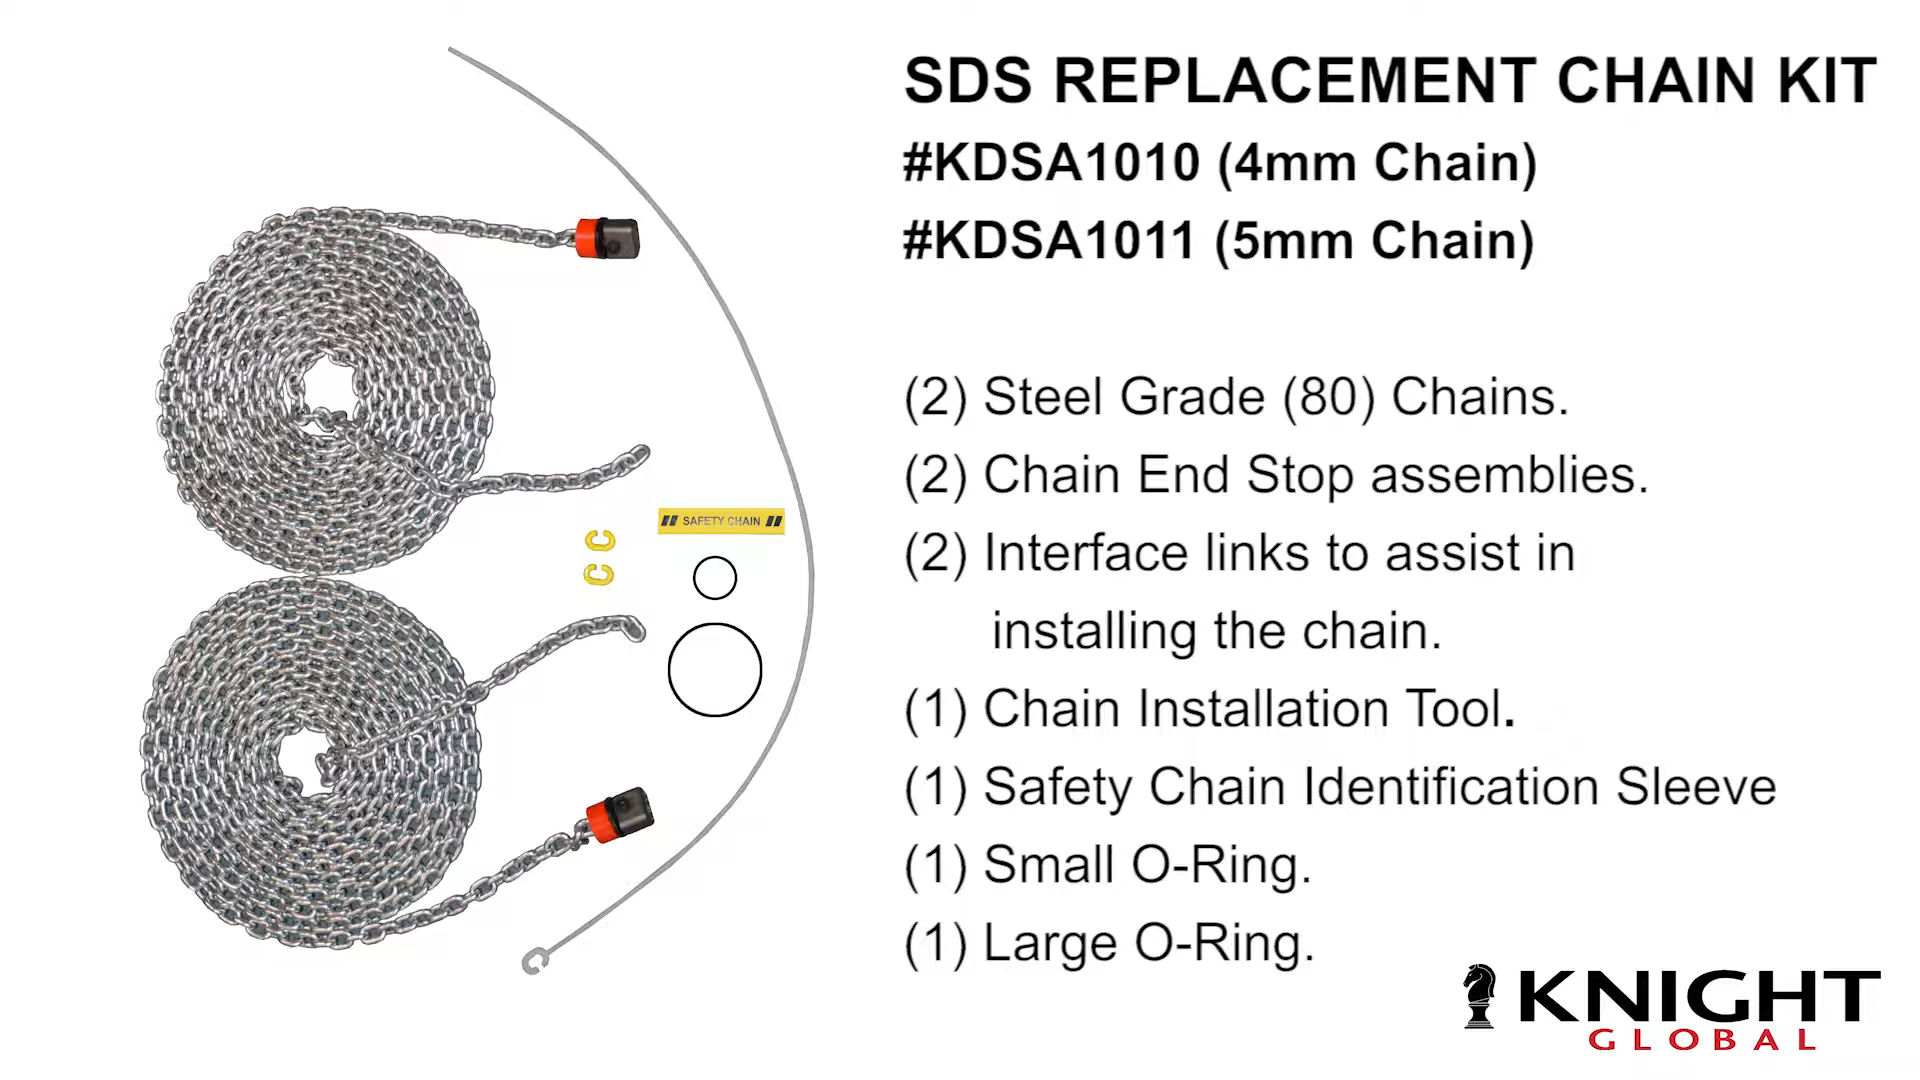 SDS REPLACEMENT CHAIN KIT
#KDSA1010 (4mm Chain)
#KDSA1011 (5mm Chain)
(2) Steel Grade (80) Chains.
(2) Chain End Stop assemblies.
(2) Interface links to assist in
installing the chain.
(1) Chain Installation Tool.
(1) Safety Chain Identification Sleeve
(1) Small O-Ring.
(1) Large O-Ring.
SAFETY CHAIN
KNIGHT
GLOBAL